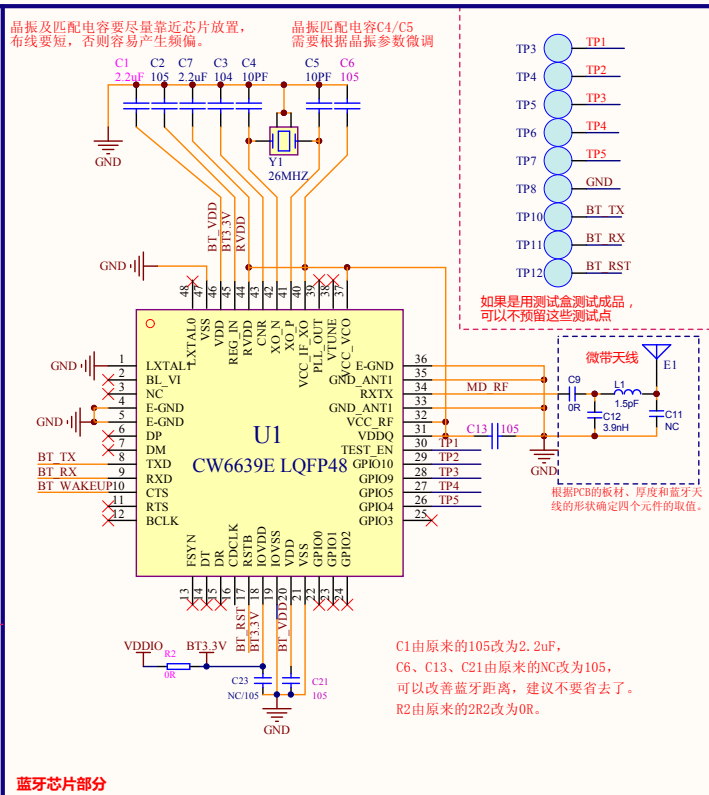 晶振及匹配电容要尽量靠近芯片放置，
布线要短，否则容易产生频偏。
晶振匹配电容C4/C5
需要根据晶振参数微调
C1 C2 C7 C3 C4 C5 C6
2.2uF 105 2.2uF 104 10PF 10PF 105
GND
Y1
26MHZ
BT_VDD
BT3.3V
RVDD
GND
48 47 46 45 44 43 42 41 40 39 38 37
LXTAL0
VSS
VDD
REG_IN
RVDD
CNR
XO_N
XO_P
VCC_IF_XO
PLL_OUT
VTUNE
VCC_VCO
GND 1 LXTAL1
2 BL_VI
3 NC
4 E-GND
GND 5 E-GND
6 DP
7 DM
BT_TX 8 TXD
BT_RX 9 RXD
BT_WAKEUP 10 CTS
11 RTS
12 BCLK
U1
CW6639E LQFP48
E-GND 36
GND_ANT1 35
RXTX 34 MD_RF
GND_ANT1 33
VCC_RF 32
VDDQ 31
TEST_EN 30 TP1
GPIO10 29 TP2
GPIO9 28 TP3
GPIO5 27 TP4
GPIO4 26 TP5
GPIO3 25
C13 105
GND
FSYN
DT
DR
CDCLK
RSTB
IOVDD
IOVSS
VDD
VSS
GPIO0
GPIO1
GPIO2
13 14 15 16 17 18 19 20 21 22 23 24
BT_RST
BT3.3V
BT_VDD
VDDIO BT3.3V
R2
0R
C23
NC/105
C21
105
GND
TP3 TP1
TP4 TP2
TP5 TP3
TP6 TP4
TP7 TP5
TP8 GND
TP10 BT_TX
TP11 BT_RX
TP12 BT_RST
如果是用测试盒测试成品，
可以不预留这些测试点
微带天线
E1
C9
0R
L1
1.5pF
C12
3.9nH
C11
NC
根据PCB的板材、厚度和蓝牙天
线的形状确定四个元件的取值。
C1由原来的105改为2.2uF，
C6、C13、C21由原来的NC改为105，
可以改善蓝牙距离，建议不要省去了。
R2由原来的2R2改为0R。
蓝牙芯片部分